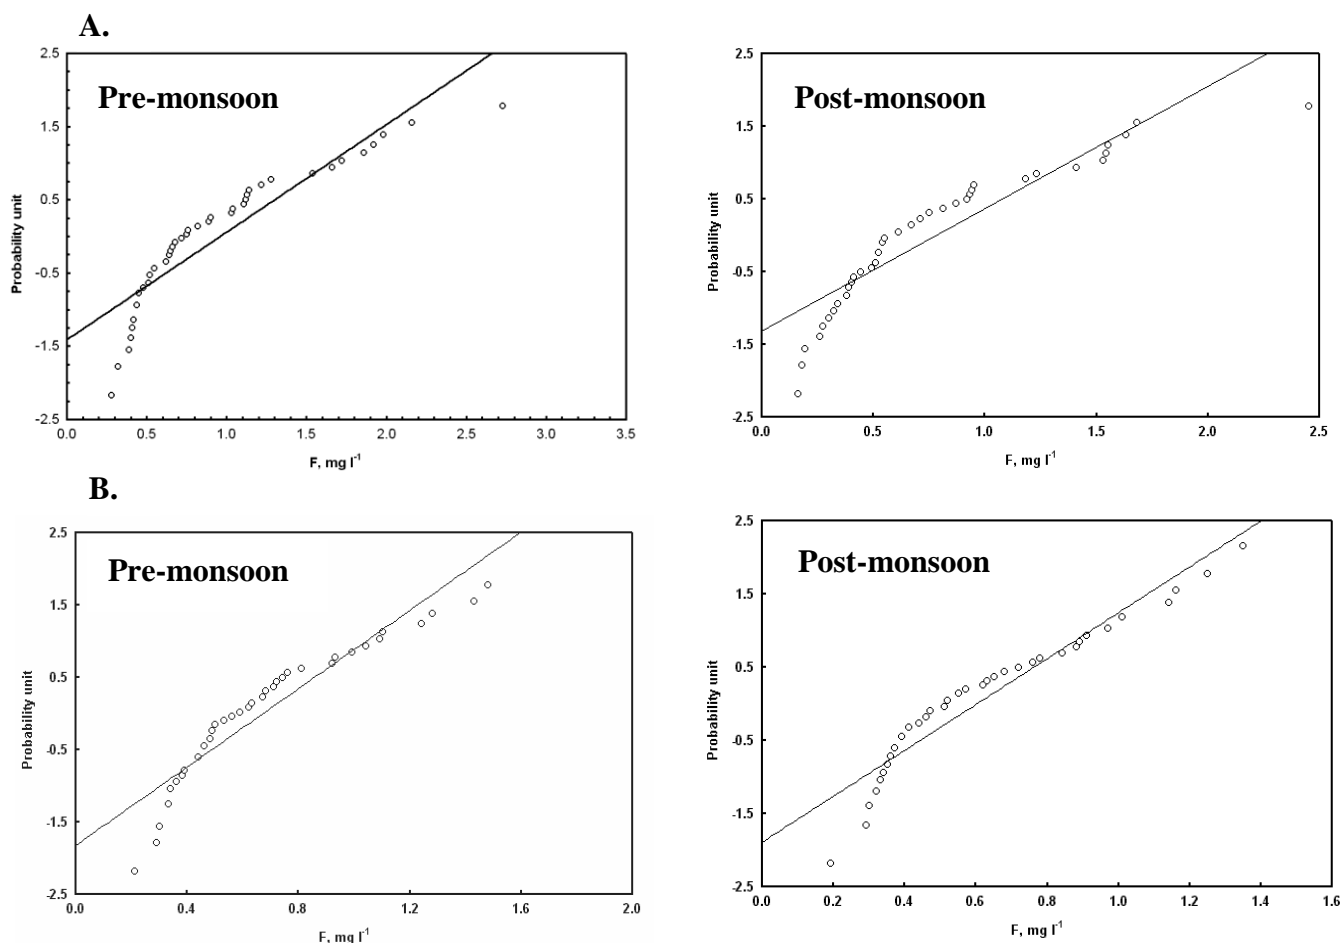 A.
Pre-monsoon
2.5
1.5
0.5
-0.5
-1.5
-2.5
Probability unit
0.0 0.5 1.0 1.5 2.0 2.5 3.0 3.5
F, mg l-1
Post-monsoon
2.5
1.5
0.5
-0.5
-1.5
-2.5
Probability unit
0.0 0.5 1.0 1.5 2.0 2.5
F, mg l-1
B.
Pre-monsoon
2.5
1.5
0.5
-0.5
-1.5
-2.5
Probability unit
0.0 0.4 0.8 1.2 1.6 2.0
F, mg l-1
Post-monsoon
2.5
1.5
0.5
-0.5
-1.5
-2.5
Probability unit
0.0 0.2 0.4 0.6 0.8 1.0 1.2 1.4 1.6
F, mg l-1